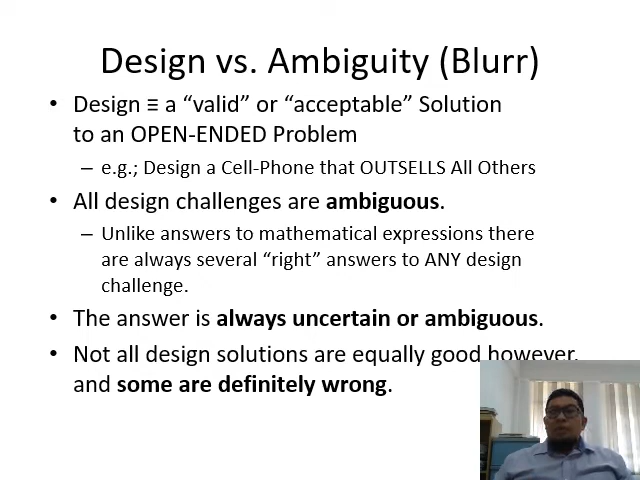 Design vs. Ambiguity (Blurr)
• Design ≡ a “valid” or “acceptable” Solution
to an OPEN-ENDED Problem
– e.g.; Design a Cell-Phone that OUTSELLS All Others
• All design challenges are ambiguous.
– Unlike answers to mathematical expressions there
are always several “right” answers to ANY design
challenge.
• The answer is always uncertain or ambiguous.
• Not all design solutions are equally good however,
and some are definitely wrong.